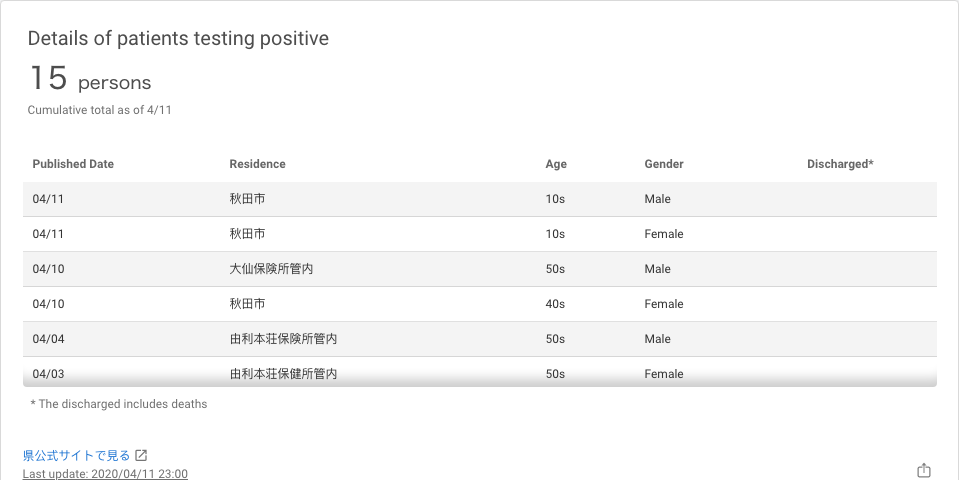 Details of patients testing positive
15 persons
Cumulative total as of 4/11
Published Date Residence Age Gender Discharged*
04/11 秋田市 10s Male
04/11 秋田市 10s Female
04/10 大仙保険所管内 50s Male
04/10 秋田市 40s Female
04/04 由利本荘保険所管内 50s Male
04/03 由利本荘保健所管内 50s Female
* The discharged includes deaths
県公式サイトで見る
Last update: 2020/04/11 23:00